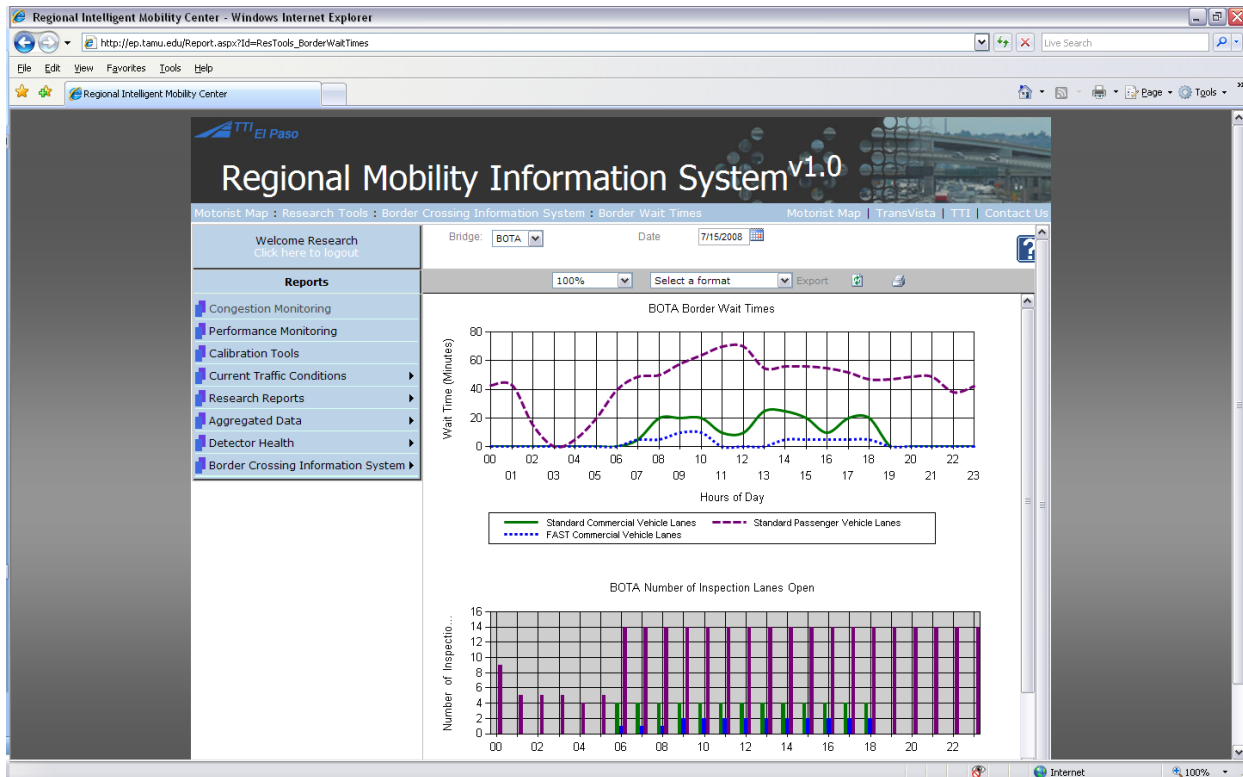 Regional Intelligent Mobility Center - Windows Internet Explorer
http://ep.tamu.edu/Report.aspx?Id=ResTools_BorderWaitTimes
Live Search
File Edit View Favorites Tools Help
Regional Intelligent Mobility Center
Page Tools
TTI El Paso
Regional Mobility Information System v1.0
Motorist Map : Research Tools : Border Crossing Information System : Border Wait Times
Motorist Map | TransVista | TTI | Contact Us
Welcome Research
Click here to logout
Reports
Congestion Monitoring
Performance Monitoring
Calibration Tools
Current Traffic Conditions
Research Reports
Aggregated Data
Detector Health
Border Crossing Information System
Bridge: BOTA Date 7/15/2008
?
100% Select a format Export
BOTA Border Wait Times
Wait Time (Minutes)
80
60
40
20
0
00 02 04 06 08 10 12 14 16 18 20 22
01 03 05 07 09 11 13 15 17 19 21 23
Hours of Day
Standard Commercial Vehicle Lanes Standard Passenger Vehicle Lanes
FAST Commercial Vehicle Lanes
BOTA Number of Inspection Lanes Open
Number of Inspectio...
16
14
12
10
8
6
4
2
0
00 02 04 06 08 10 12 14 16 18 20 22
Internet 100%